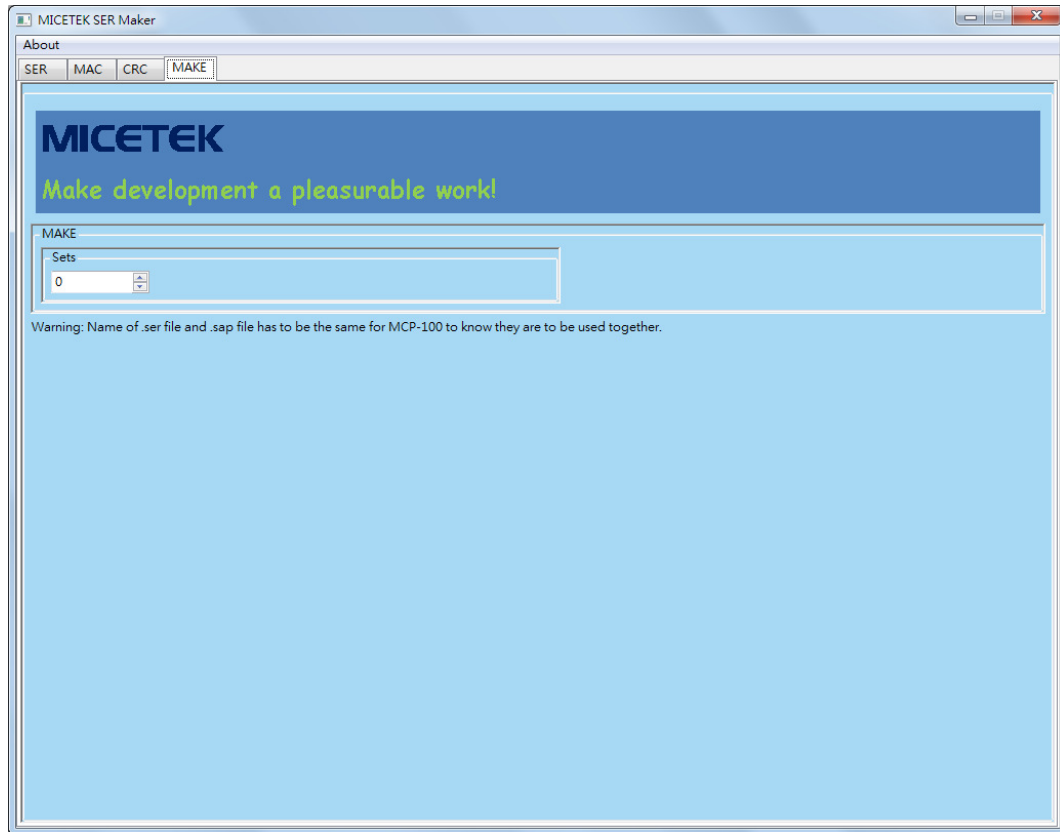 MICETEK SER Maker
About
SER MAC CRC MAKE
MICETEK
Make development a pleasurable work!
MAKE
Sets
0
Warning: Name of .ser file and .sap file has to be the same for MCP-100 to know they are to be used together.